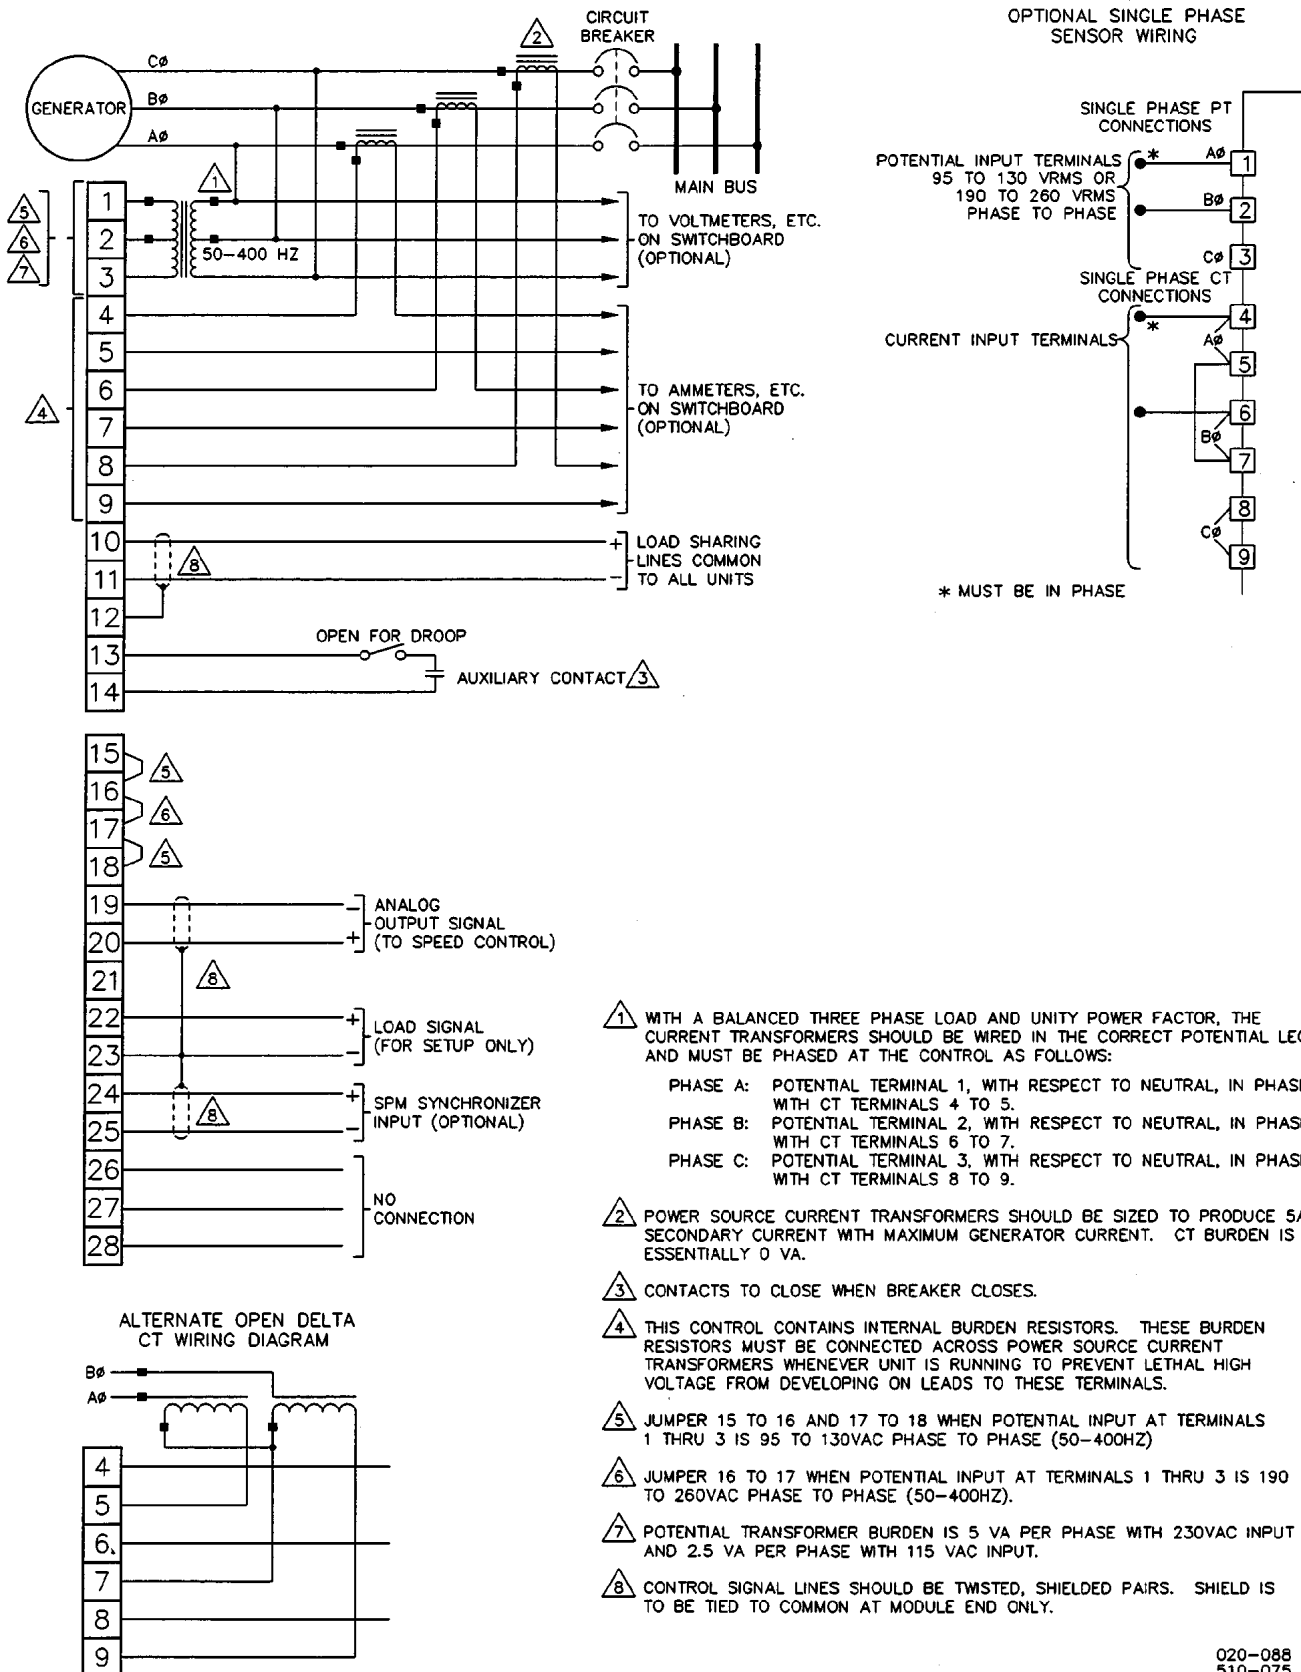 CIRCUIT
BREAKER
2
CØ
GENERATOR
BØ
AØ
MAIN BUS
1
5
6
7
1
2
3
50-400 HZ
TO VOLTMETERS, ETC.
ON SWITCHBOARD
(OPTIONAL)
4
4
5
6
7
8
9
TO AMMETERS, ETC.
ON SWITCHBOARD
(OPTIONAL)
10
11
12
8
+
-
LOAD SHARING
LINES COMMON
TO ALL UNITS
13
14
OPEN FOR DROOP
AUXILIARY CONTACT 3
15
16
17
18
5
6
5
19
20
21
22
23
24
25
26
27
28
- ANALOG
OUTPUT SIGNAL
+ (TO SPEED CONTROL)
8
+ LOAD SIGNAL
- (FOR SETUP ONLY)
8
+ SPM SYNCHRONIZER
- INPUT (OPTIONAL)
NO
CONNECTION
ALTERNATE OPEN DELTA
CT WIRING DIAGRAM
BØ
AØ
4
5
6.
7
8
9
OPTIONAL SINGLE PHASE
SENSOR WIRING
SINGLE PHASE PT
CONNECTIONS
POTENTIAL INPUT TERMINALS
95 TO 130 VRMS OR
190 TO 260 VRMS
PHASE TO PHASE
* AØ 1
BØ 2
CØ 3
SINGLE PHASE CT
CONNECTIONS
CURRENT INPUT TERMINALS
* 4
AØ
5
6
BØ
7
8
CØ
9
* MUST BE IN PHASE
1 WITH A BALANCED THREE PHASE LOAD AND UNITY POWER FACTOR, THE
CURRENT TRANSFORMERS SHOULD BE WIRED IN THE CORRECT POTENTIAL LEG
AND MUST BE PHASED AT THE CONTROL AS FOLLOWS:
PHASE A: POTENTIAL TERMINAL 1, WITH RESPECT TO NEUTRAL, IN PHASE
WITH CT TERMINALS 4 TO 5.
PHASE B: POTENTIAL TERMINAL 2, WITH RESPECT TO NEUTRAL, IN PHASE
WITH CT TERMINALS 6 TO 7.
PHASE C: POTENTIAL TERMINAL 3, WITH RESPECT TO NEUTRAL, IN PHASE
WITH CT TERMINALS 8 TO 9.
2 POWER SOURCE CURRENT TRANSFORMERS SHOULD BE SIZED TO PRODUCE 5A
SECONDARY CURRENT WITH MAXIMUM GENERATOR CURRENT. CT BURDEN IS
ESSENTIALLY 0 VA.
3 CONTACTS TO CLOSE WHEN BREAKER CLOSES.
4 THIS CONTROL CONTAINS INTERNAL BURDEN RESISTORS. THESE BURDEN
RESISTORS MUST BE CONNECTED ACROSS POWER SOURCE CURRENT
TRANSFORMERS WHENEVER UNIT IS RUNNING TO PREVENT LETHAL HIGH
VOLTAGE FROM DEVELOPING ON LEADS TO THESE TERMINALS.
5 JUMPER 15 TO 16 AND 17 TO 18 WHEN POTENTIAL INPUT AT TERMINALS
1 THRU 3 IS 95 TO 130VAC PHASE TO PHASE (50-400HZ)
6 JUMPER 16 TO 17 WHEN POTENTIAL INPUT AT TERMINALS 1 THRU 3 IS 190
TO 260VAC PHASE TO PHASE (50-400HZ).
7 POTENTIAL TRANSFORMER BURDEN IS 5 VA PER PHASE WITH 230VAC INPUT
AND 2.5 VA PER PHASE WITH 115 VAC INPUT.
8 CONTROL SIGNAL LINES SHOULD BE TWISTED, SHIELDED PAIRS. SHIELD IS
TO BE TIED TO COMMON AT MODULE END ONLY.
020-088
510-075